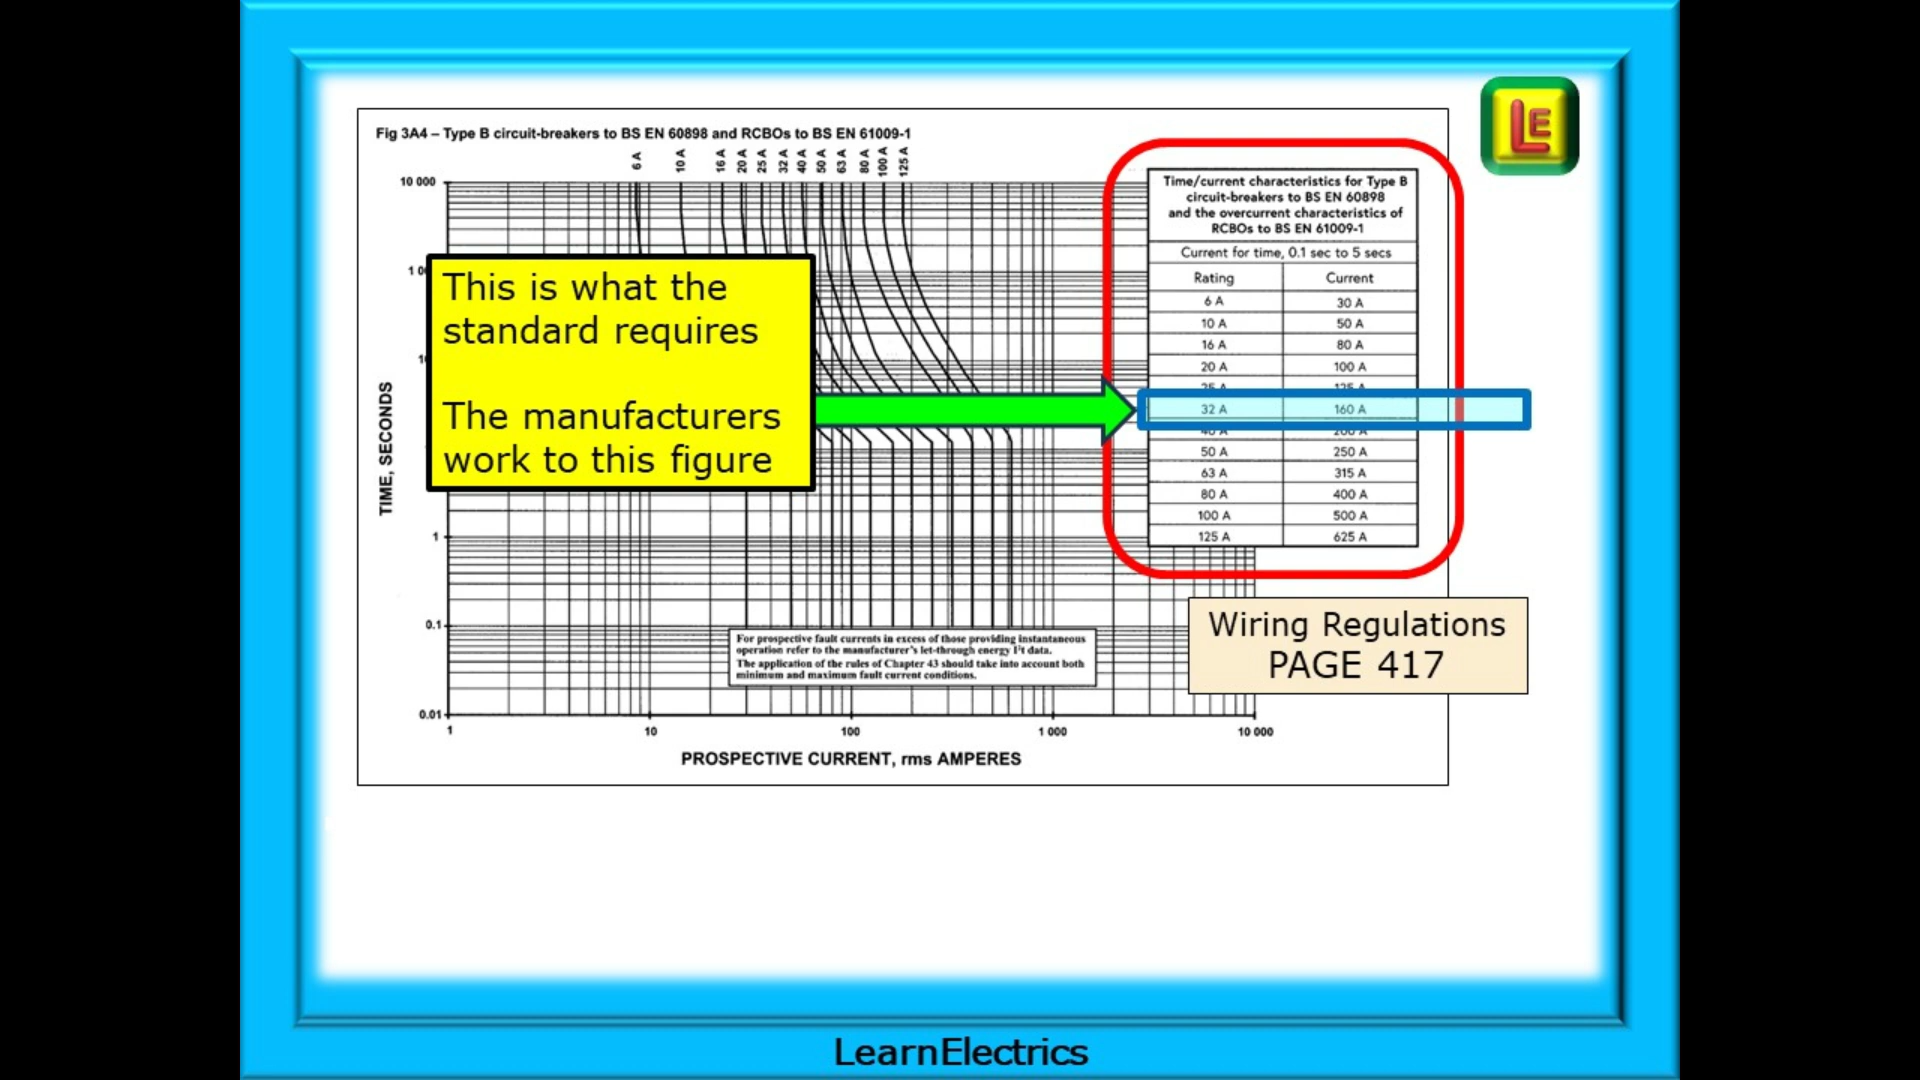 LE
Fig 3A4 – Type B circuit-breakers to BS EN 60898 and RCBOs to BS EN 61009-1
6 A 10 A 16 A 20 A 25 A 32 A 40 A 50 A 63 A 80 A 100 A 125 A
10 000
1 00
10
1
0.1
0.01
TIME, SECONDS
1 10 100 1 000 10 000
PROSPECTIVE CURRENT, rms AMPERES
This is what the
standard requires
The manufacturers
work to this figure
Time/current characteristics for Type B
circuit-breakers to BS EN 60898
and the overcurrent characteristics of
RCBOs to BS EN 61009-1
Current for time, 0.1 sec to 5 secs
Rating Current
6 A 30 A
10 A 50 A
16 A 80 A
20 A 100 A
25 A 125 A
32 A 160 A
40 A 200 A
50 A 250 A
63 A 315 A
80 A 400 A
100 A 500 A
125 A 625 A
For prospective fault currents in excess of those providing instantaneous
operation refer to the manufacturer's let-through energy I²t data.
The application of the rules of Chapter 43 should take into account both
minimum and maximum fault current conditions.
Wiring Regulations
PAGE 417
LearnElectrics